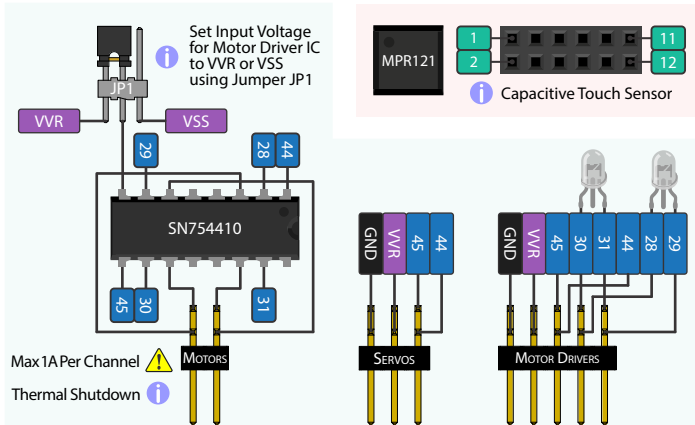 Set Input Voltage
for Motor Driver IC
to VVR or VSS
using Jumper JP1
JP1
VVR
VSS
29
28
44
SN754410
45
30
31
Max 1A Per Channel
Thermal Shutdown
MOTORS
MPR121
1
11
2
12
Capacitive Touch Sensor
GND
VVR
45
44
SERVOS
GND
VVR
45
30
31
44
28
29
MOTOR DRIVERS